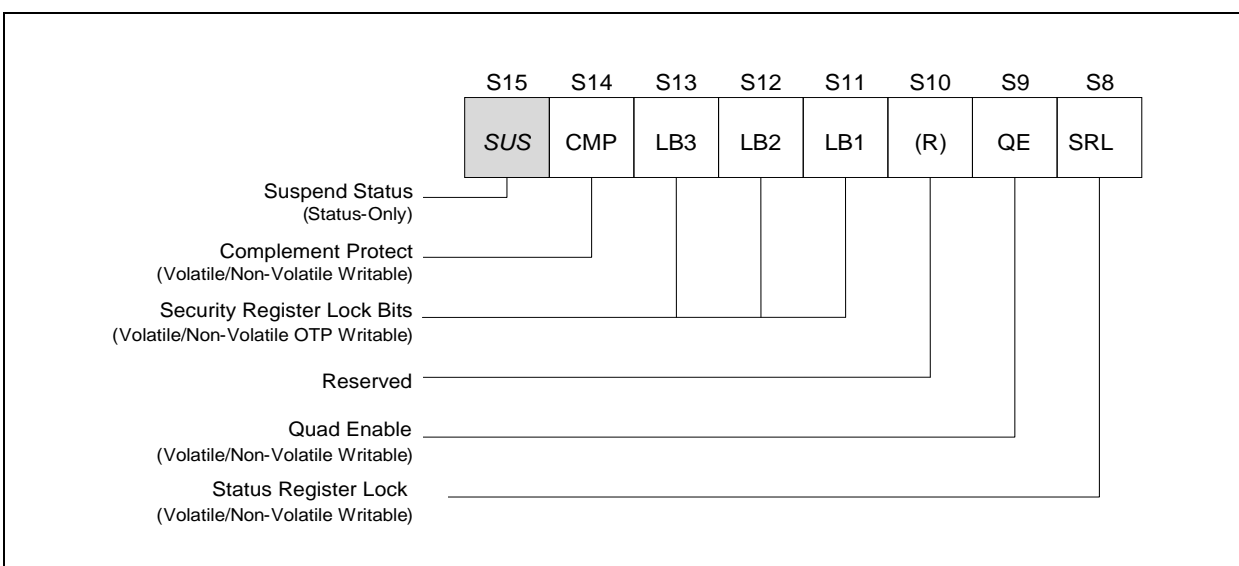 S15 S14 S13 S12 S11 S10 S9 S8
SUS CMP LB3 LB2 LB1 (R) QE SRL
Suspend Status
(Status-Only)
Complement Protect
(Volatile/Non-Volatile Writable)
Security Register Lock Bits
(Volatile/Non-Volatile OTP Writable)
Reserved
Quad Enable
(Volatile/Non-Volatile Writable)
Status Register Lock
(Volatile/Non-Volatile Writable)